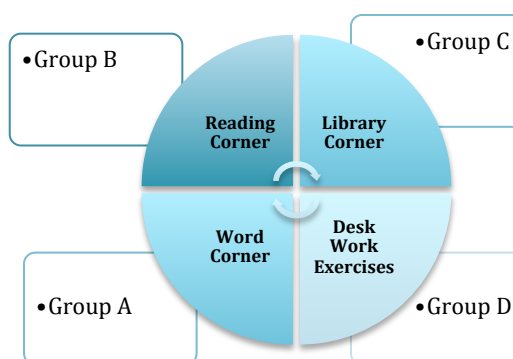 •Group B
•Group C
Reading
Corner
Library
Corner
Word
Corner
Desk
Work
Exercises
•Group A
•Group D